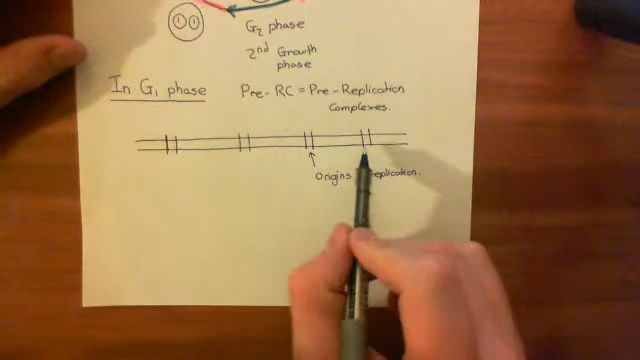 G2 phase
2nd Growth
phase
In G1 phase
Pre-RC = Pre-Replication
Complexes.
Origins replication.